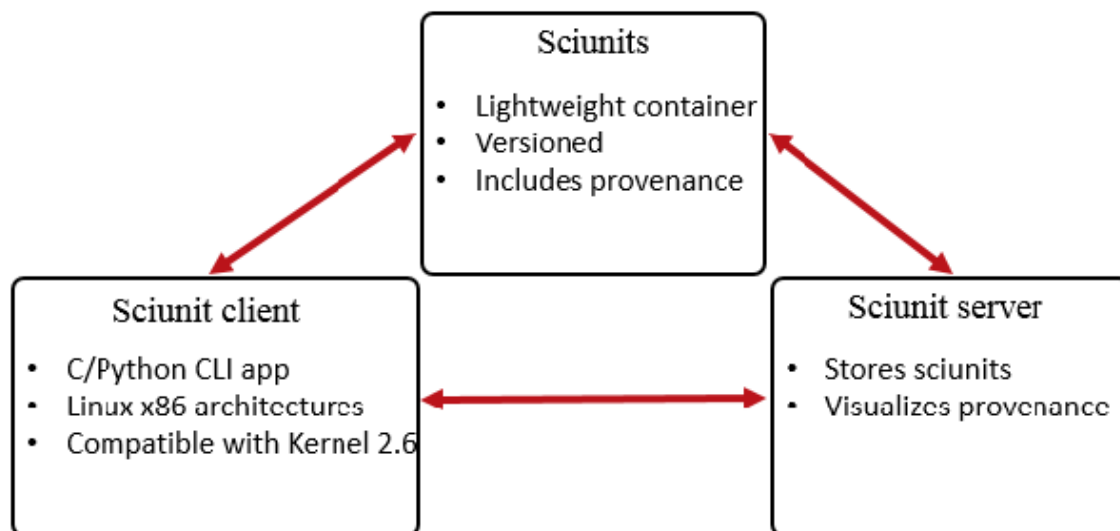 Sciunits
• Lightweight container
• Versioned
• Includes provenance
Sciunit client
• C/Python CLI app
• Linux x86 architectures
• Compatible with Kernel 2.6
Sciunit server
• Stores sciunits
• Visualizes provenance